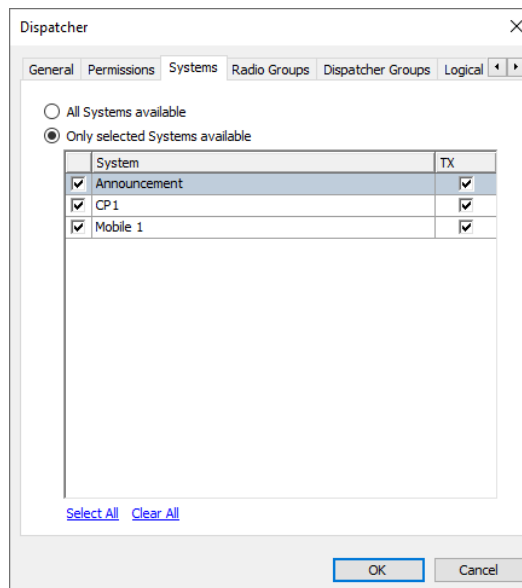 Dispatcher
General Permissions Systems Radio Groups Dispatcher Groups Logical
All Systems available
Only selected Systems available
System TX
Announcement
CP1
Mobile 1
Select All Clear All
OK Cancel